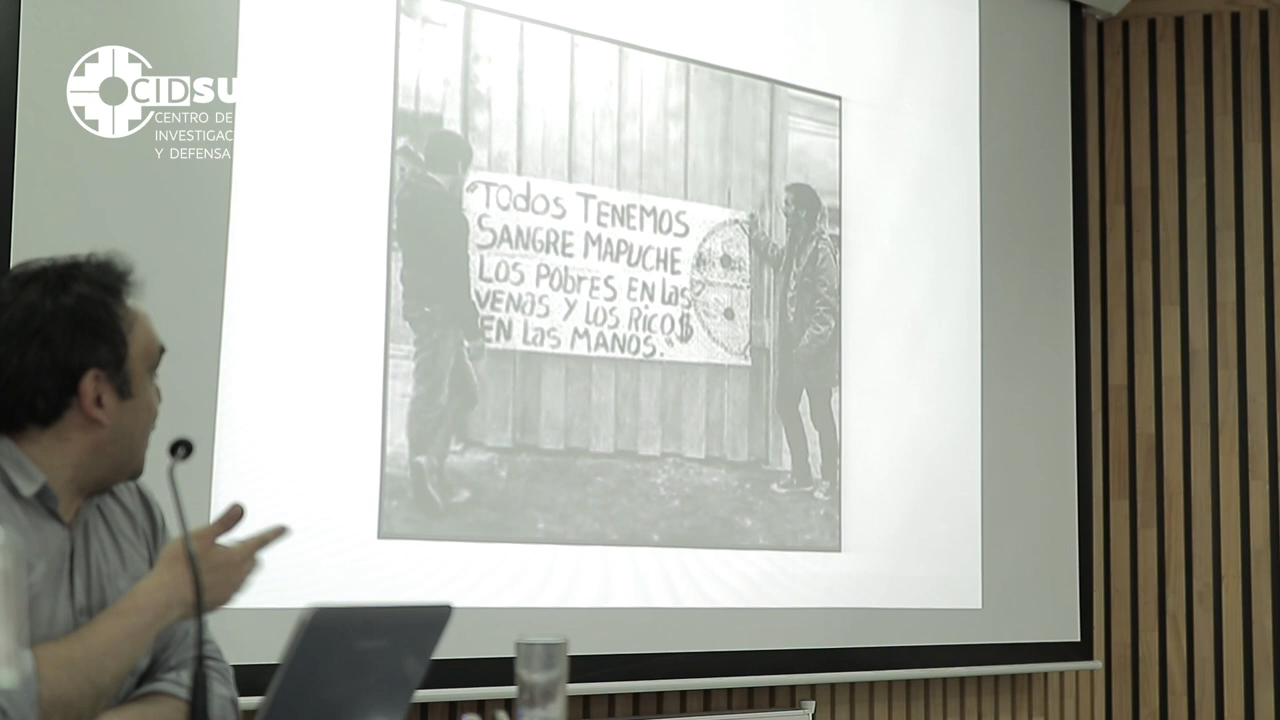 CIDSU
CENTRO DE
INVESTIGAC
Y DEFENSA
"TOdOS TENEMOS
SANGRE MAPUCHE
LOS PObrES EN Las
VENas Y LOS RICO$
EN Las MANOS."